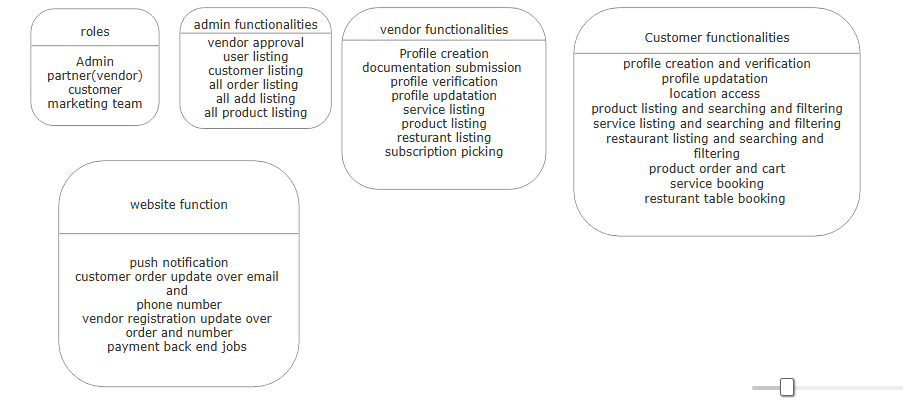 roles
Admin
partner(vendor)
customer
marketing team
admin functionalities
vendor approval
user listing
customer listing
all order listing
all add listing
all product listing
vendor functionalities
Profile creation
documentation submission
profile verification
profile updatation
service listing
product listing
resturant listing
subscription picking
Customer functionalities
profile creation and verification
profile updatation
location access
product listing and searching and filtering
service listing and searching and filtering
restaurant listing and searching and
filtering
product order and cart
service booking
resturant table booking
website function
push notification
customer order update over email
and
phone number
vendor registration update over
order and number
payment back end jobs